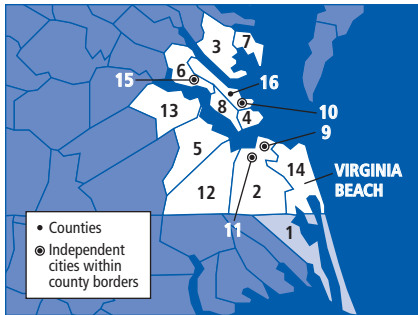 7
3
6
16
15
8
10
13
4
9
5
14
VIRGINIA
BEACH
12
2
11
1
• Counties
Independent
cities within
county borders